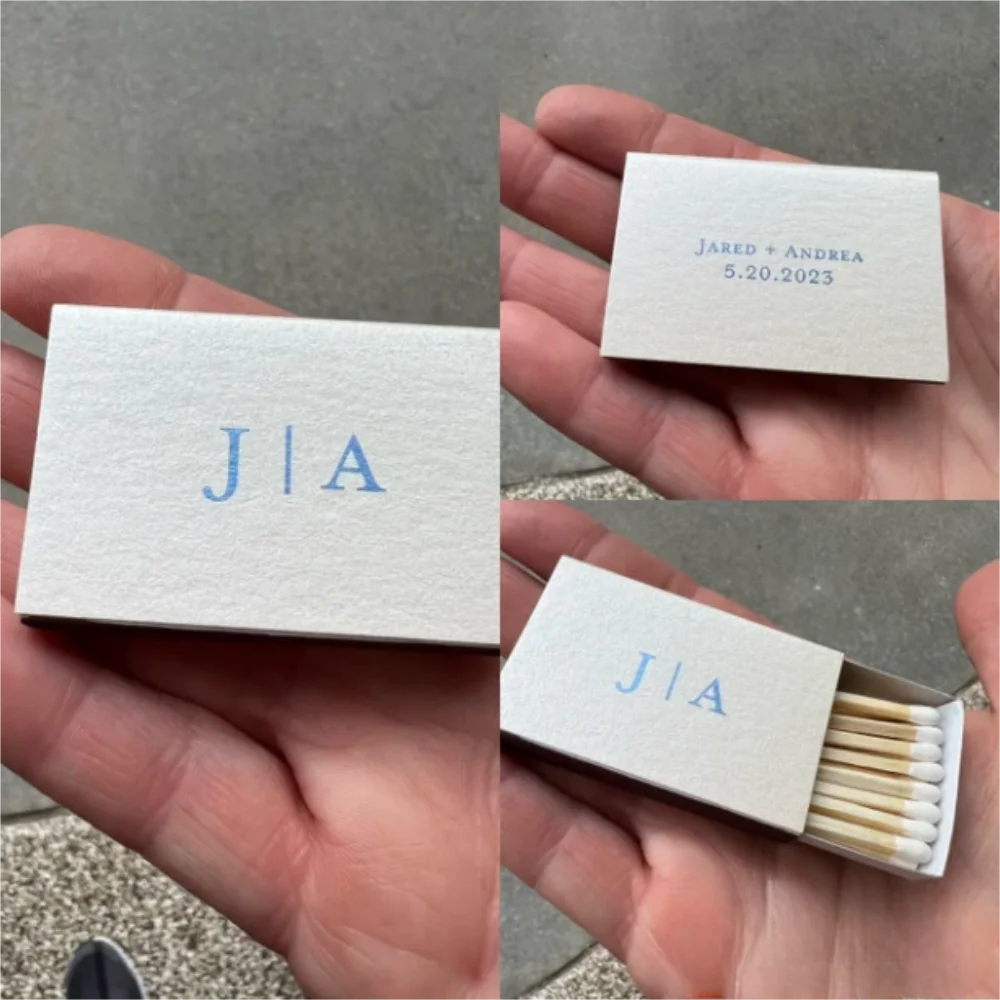 J | A
JARED + ANDREA
5.20.2023
J | A